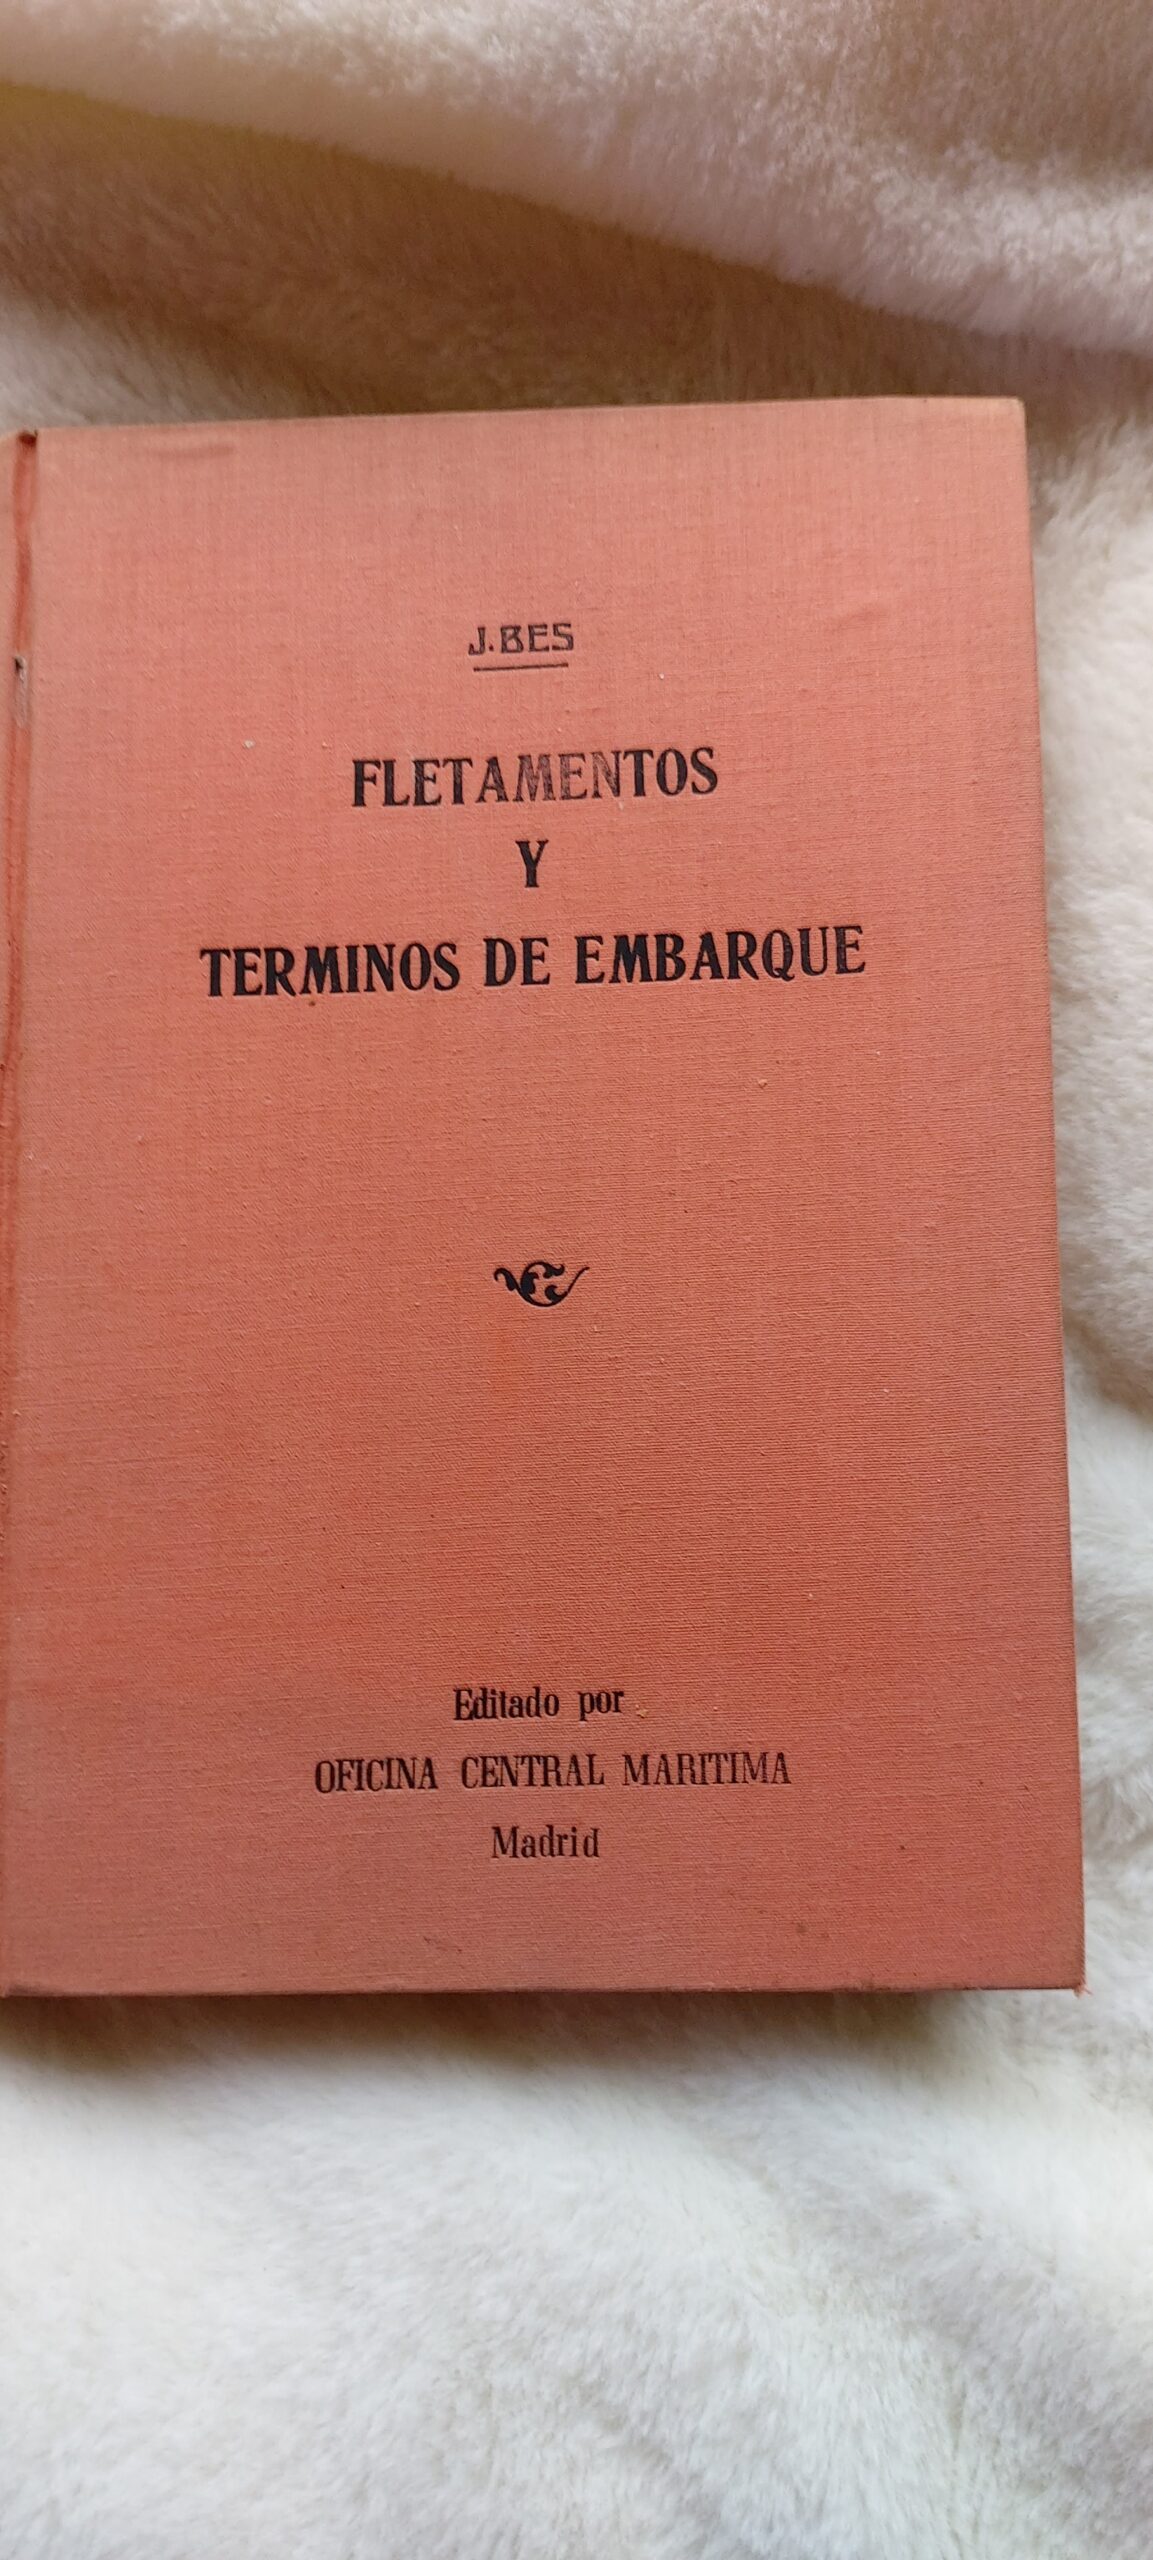 J. BES
FLETAMENTOS
Y
TERMINOS DE EMBARQUE
Editado por
OFICINA CENTRAL MARITIMA
Madrid